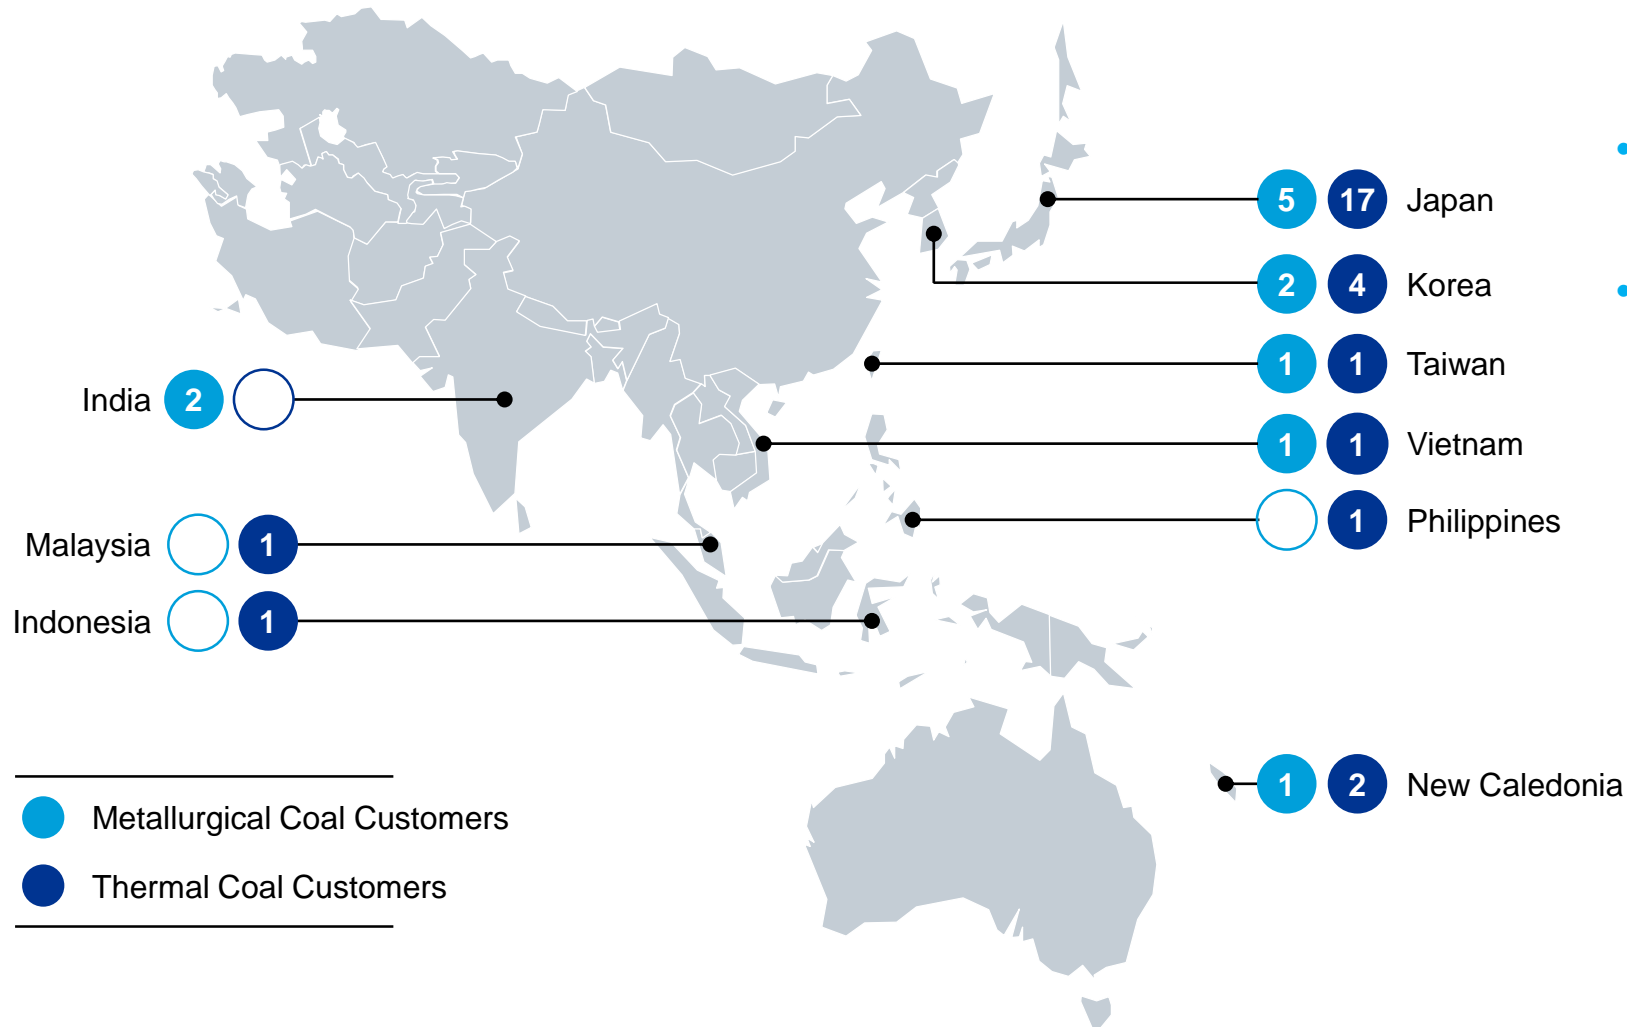 5 17 Japan
2 4 Korea
1 1 Taiwan
India 2
1 1 Vietnam
1 Philippines
Malaysia 1
Indonesia 1
1 2 New Caledonia
Metallurgical Coal Customers
Thermal Coal Customers